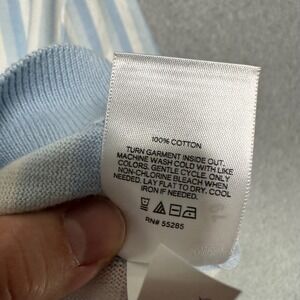 100% COTTON
TURN GARMENT INSIDE OUT.
MACHINE WASH COLD WITH LIKE
COLORS. GENTLE CYCLE. ONLY
NON-CHLORINE BLEACH WHEN
NEEDED. LAY FLAT TO DRY. COOL
IRON IF NEEDED.
RN# 55285